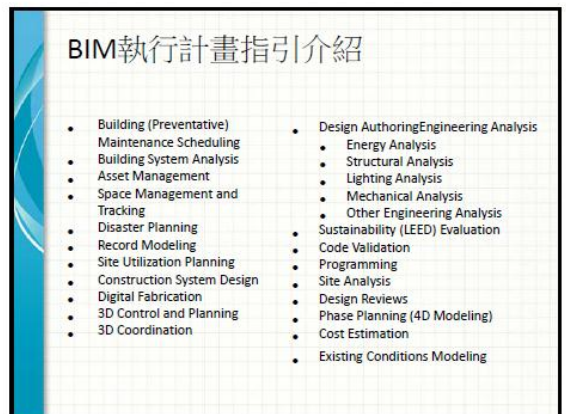 BIM執行計畫指引介紹
Building (Preventative)
Maintenance Scheduling
Building System Analysis
Asset Management
Space Management and
Tracking
Disaster Planning
Record Modeling
Site Utilization Planning
Construction System Design
Digital Fabrication
3D Control and Planning
3D Coordination
Design AuthoringEngineering Analysis
Energy Analysis
Structural Analysis
Lighting Analysis
Mechanical Analysis
Other Engineering Analysis
Sustainability (LEED) Evaluation
Code Validation
Programming
Site Analysis
Design Reviews
Phase Planning (4D Modeling)
Cost Estimation
Existing Conditions Modeling